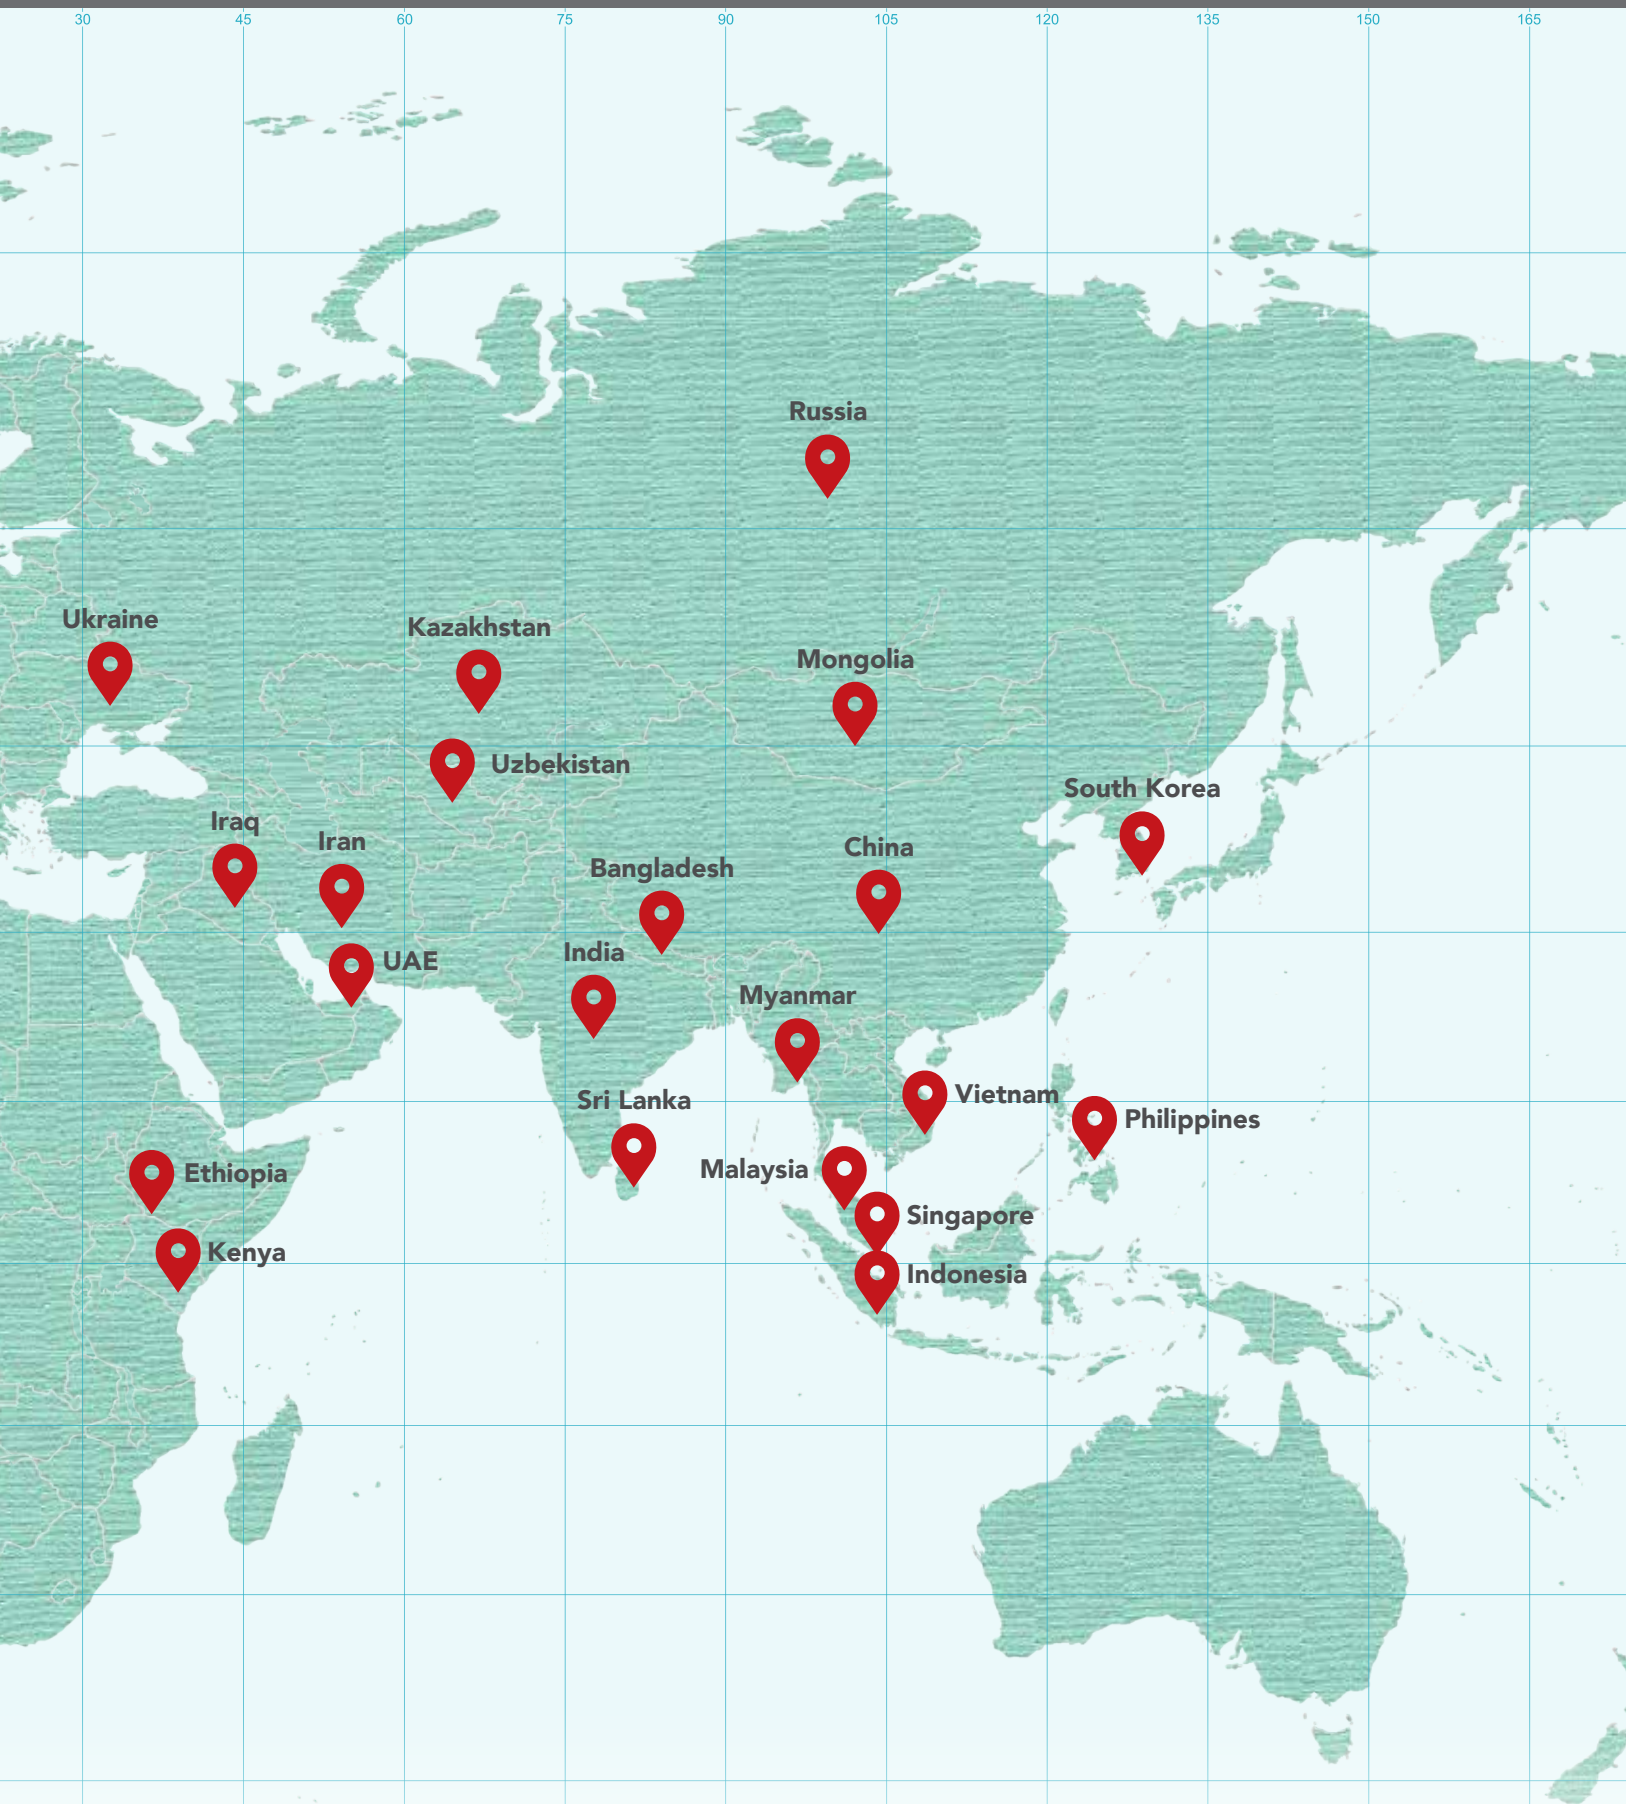 30 45 60 75 90 105 120 135 150 165
Russia
Ukraine
Kazakhstan
Mongolia
Uzbekistan
South Korea
Iraq
Iran
China
Bangladesh
India
UAE
Myanmar
Vietnam
Sri Lanka
Philippines
Malaysia
Ethiopia
Singapore
Kenya
Indonesia